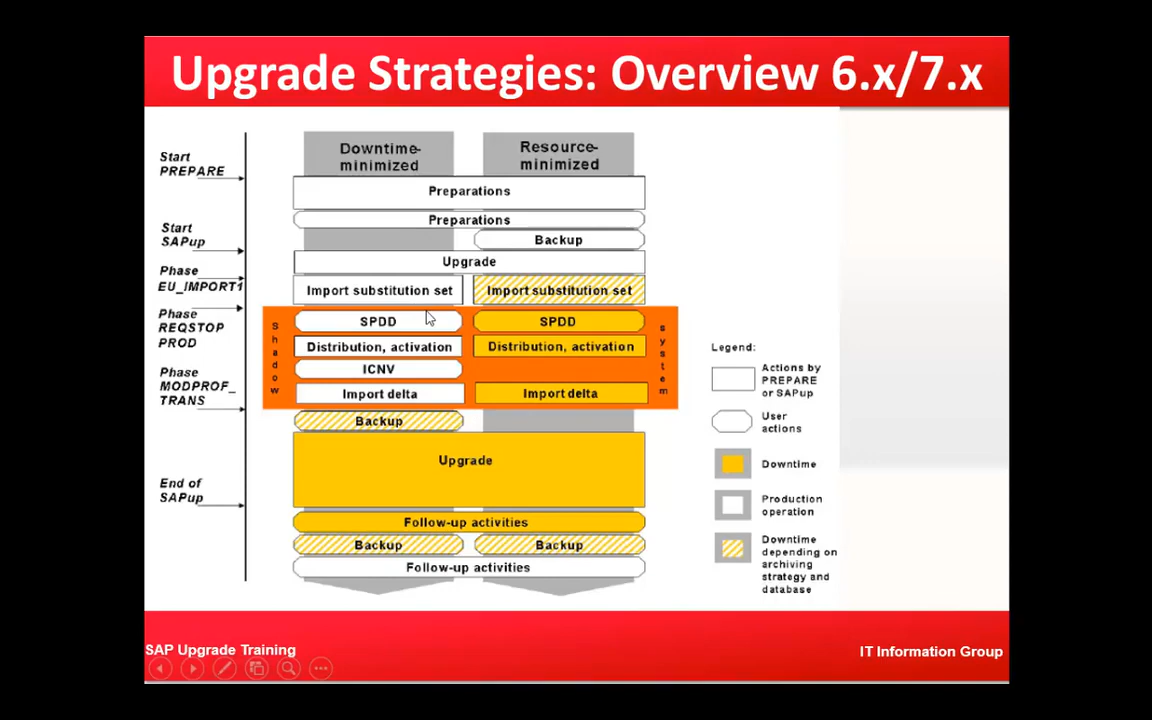 Upgrade Strategies: Overview 6.x/7.x
Downtime-
minimized
Resource-
minimized
Start
PREPARE
Preparations
Preparations
Start
SAPup
Backup
Upgrade
Phase
EU_IMPORT1
Import substitution set
Import substitution set
Phase
REQSTOP
PROD
Shadow
SPDD
SPDD
system
Distribution, activation
Distribution, activation
ICNV
Phase
MODPROF_
TRANS
Import delta
Import delta
Backup
Upgrade
End of
SAPup
Follow-up activities
Backup
Backup
Follow-up activities
Legend:
Actions by
PREPARE
or SAPup
User
actions
Downtime
Production
operation
Downtime
depending on
archiving
strategy and
database
SAP Upgrade Training
IT Information Group